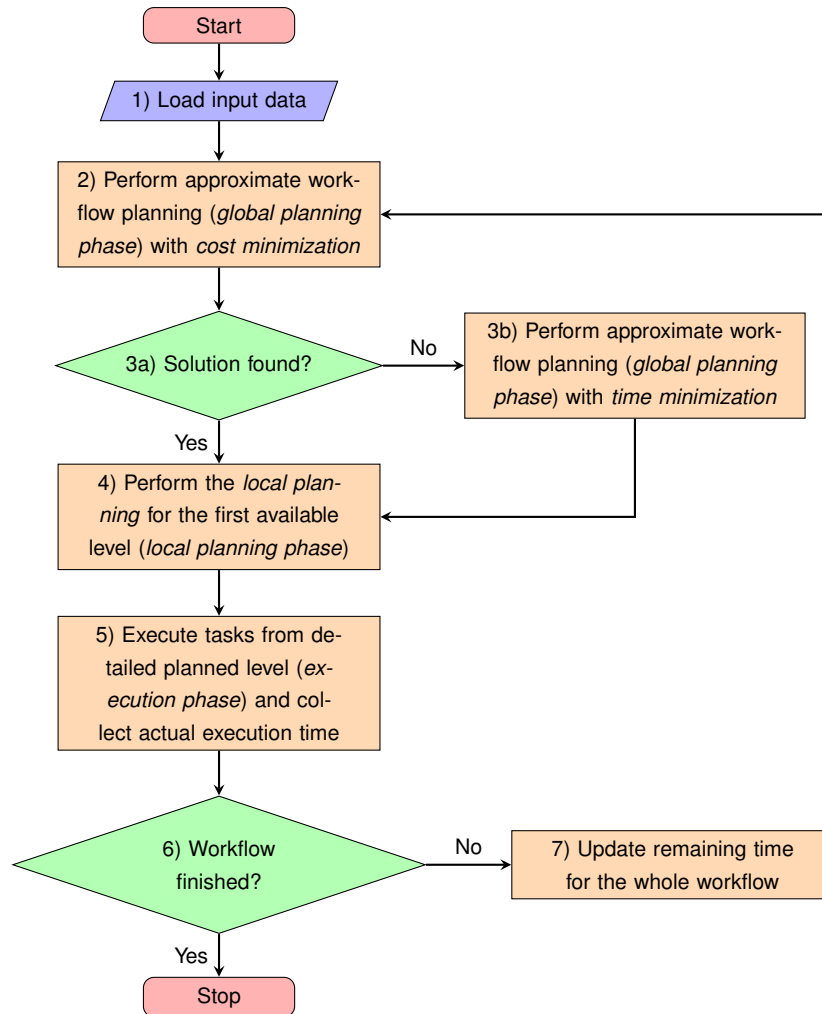 Start
1) Load input data
2) Perform approximate work-
flow planning (global planning
phase) with cost minimization
3a) Solution found?
No
3b) Perform approximate work-
flow planning (global planning
phase) with time minimization
Yes
4) Perform the local plan-
ning for the first available
level (local planning phase)
5) Execute tasks from de-
tailed planned level (ex-
ecution phase) and col-
lect actual execution time
6) Workflow
finished?
No
7) Update remaining time
for the whole workflow
Yes
Stop